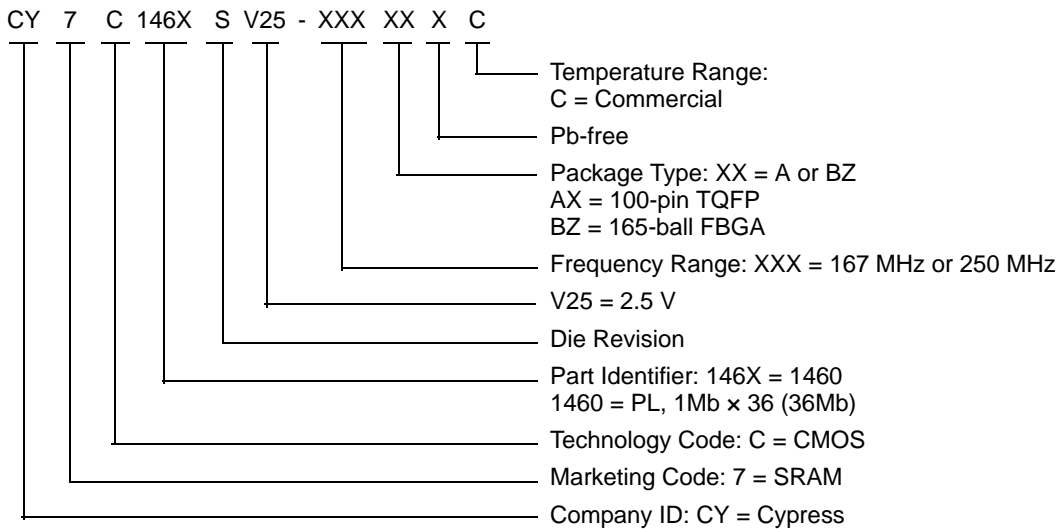 CY 7 C 146X S V25 - XXX XX X C
Temperature Range:
C = Commercial
Pb-free
Package Type: XX = A or BZ
AX = 100-pin TQFP
BZ = 165-ball FBGA
Frequency Range: XXX = 167 MHz or 250 MHz
V25 = 2.5 V
Die Revision
Part Identifier: 146X = 1460
1460 = PL, 1Mb × 36 (36Mb)
Technology Code: C = CMOS
Marketing Code: 7 = SRAM
Company ID: CY = Cypress